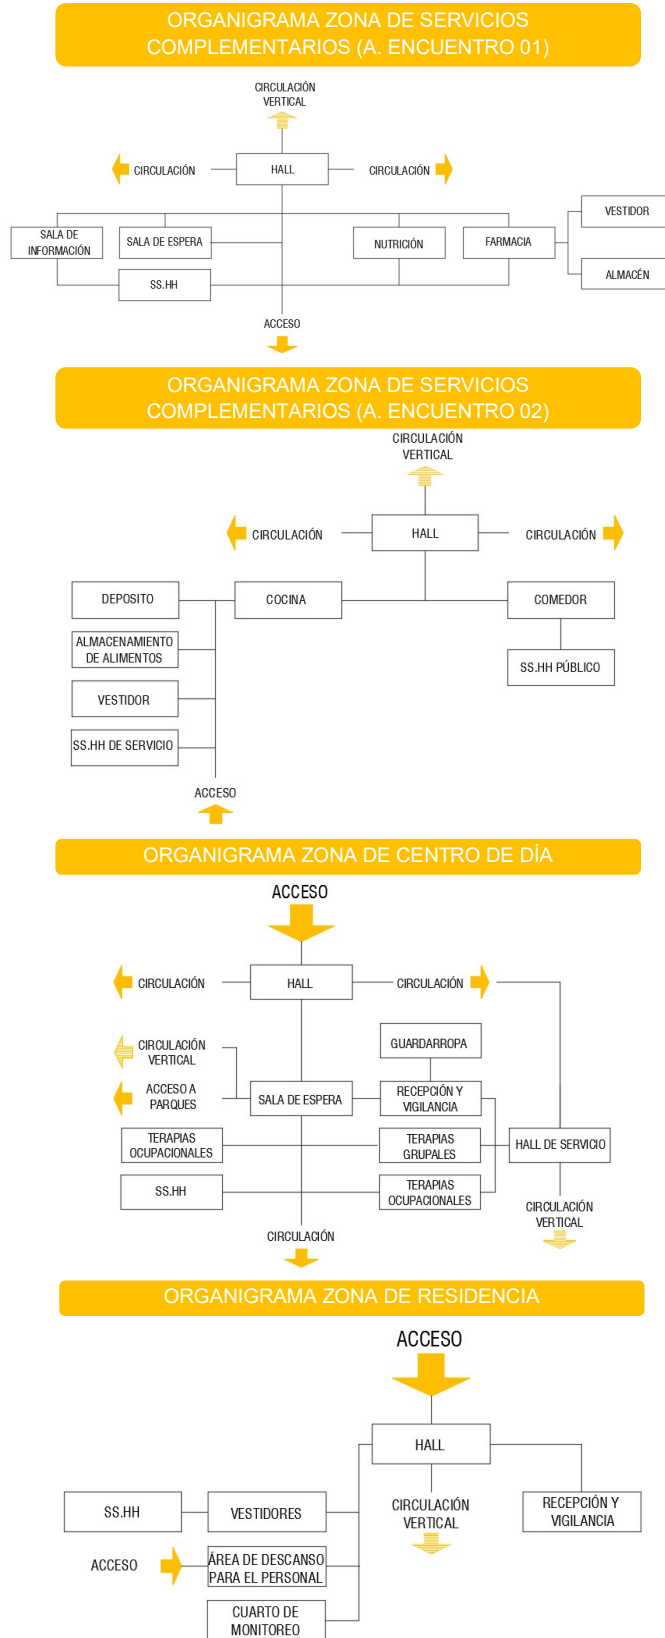 ORGANIGRAMA ZONA DE SERVICIOS
COMPLEMENTARIOS (A. ENCUENTRO 01)
CIRCULACIÓN
VERTICAL
CIRCULACIÓN
HALL
CIRCULACIÓN
SALA DE
INFORMACIÓN
SALA DE ESPERA
NUTRICIÓN
FARMACIA
VESTIDOR
ALMACÉN
SS.HH
ACCESO
ORGANIGRAMA ZONA DE SERVICIOS
COMPLEMENTARIOS (A. ENCUENTRO 02)
CIRCULACIÓN
VERTICAL
CIRCULACIÓN
HALL
CIRCULACIÓN
DEPOSITO
COCINA
COMEDOR
ALMACENAMIENTO
DE ALIMENTOS
SS.HH PÚBLICO
VESTIDOR
SS.HH DE SERVICIO
ACCESO
ORGANIGRAMA ZONA DE CENTRO DE DÍA
ACCESO
CIRCULACIÓN
HALL
CIRCULACIÓN
CIRCULACIÓN
VERTICAL
GUARDARROPA
ACCESO A
PARQUES
SALA DE ESPERA
RECEPCIÓN Y
VIGILANCIA
TERAPIAS
OCUPACIONALES
TERAPIAS
GRUPALES
HALL DE SERVICIO
SS.HH
TERAPIAS
OCUPACIONALES
CIRCULACIÓN
VERTICAL
CIRCULACIÓN
ORGANIGRAMA ZONA DE RESIDENCIA
ACCESO
HALL
SS.HH
VESTIDORES
CIRCULACIÓN
VERTICAL
RECEPCIÓN Y
VIGILANCIA
ACCESO
ÁREA DE DESCANSO
PARA EL PERSONAL
CUARTO DE
MONITOREO